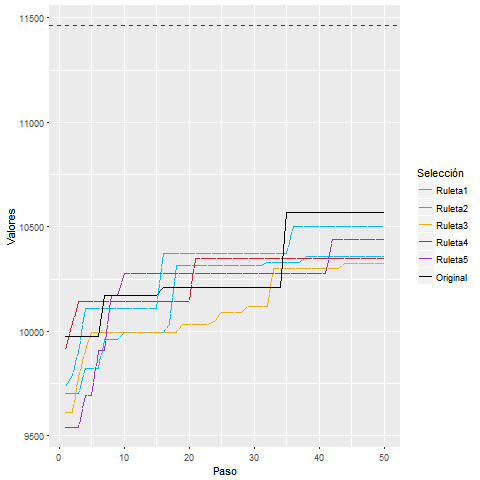 11500
11000
10500
10000
9500
Valores
0 10 20 30 40 50
Paso
Selección
Ruleta1
Ruleta2
Ruleta3
Ruleta4
Ruleta5
Original